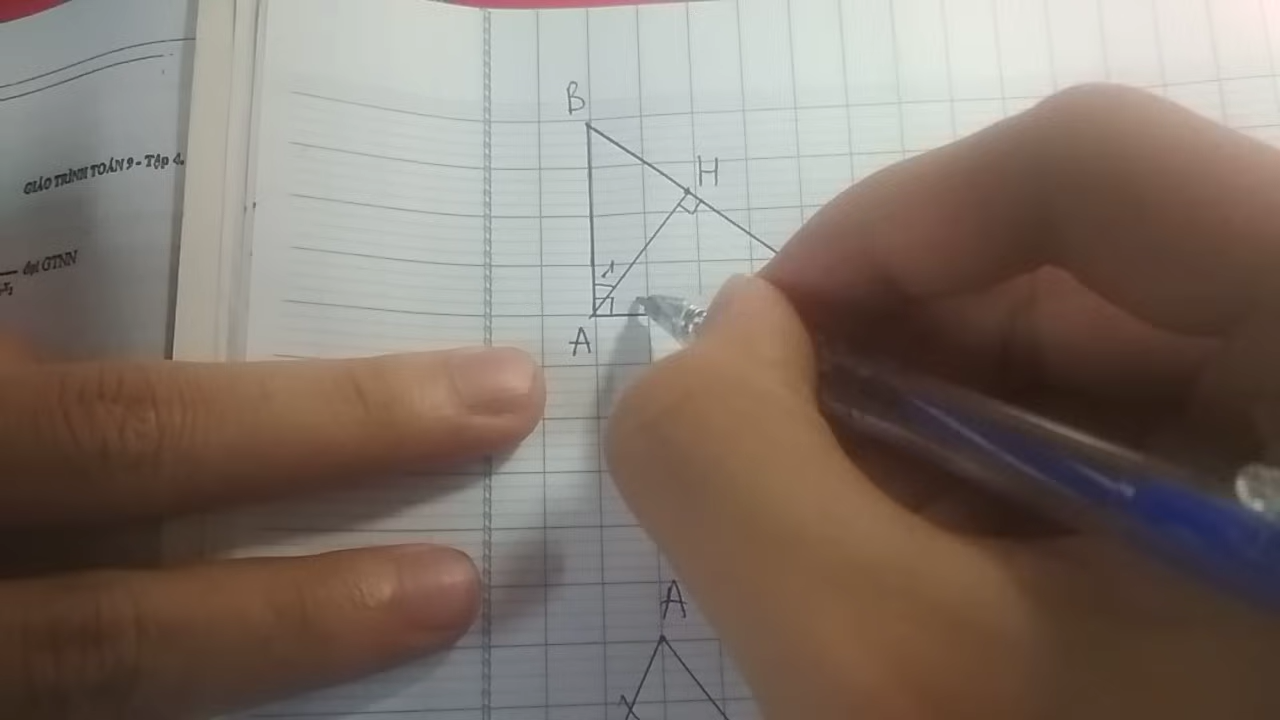 GIÁO TRÌNH TOÁN 9 - Tập 4.
đạt GTNN
B
H
1
A
A